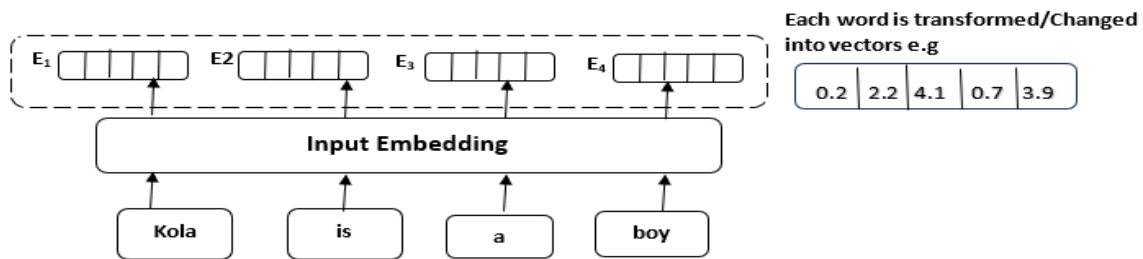 Each word is transformed/Changed
into vectors e.g
E₁ E2 E₃ E₄
0.2 2.2 4.1 0.7 3.9
Input Embedding
Kola is a boy